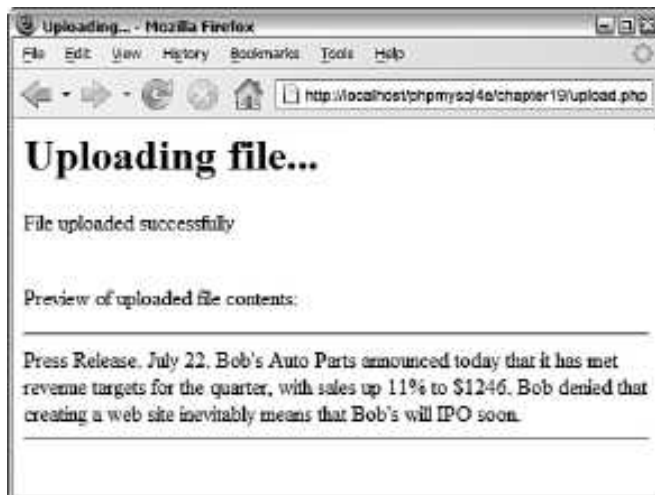 Uploading... - Mozilla Firefox
File Edit View History Bookmarks Tools Help
http://localhost/phpmysql4e/chapter19/upload.php
Uploading file...
File uploaded successfully
Preview of uploaded file contents:
Press Release, July 22, Bob's Auto Parts announced today that it has met
revenue targets for the quarter, with sales up 11% to $1246. Bob denied that
creating a web site inevitably means that Bob's will IPO soon.